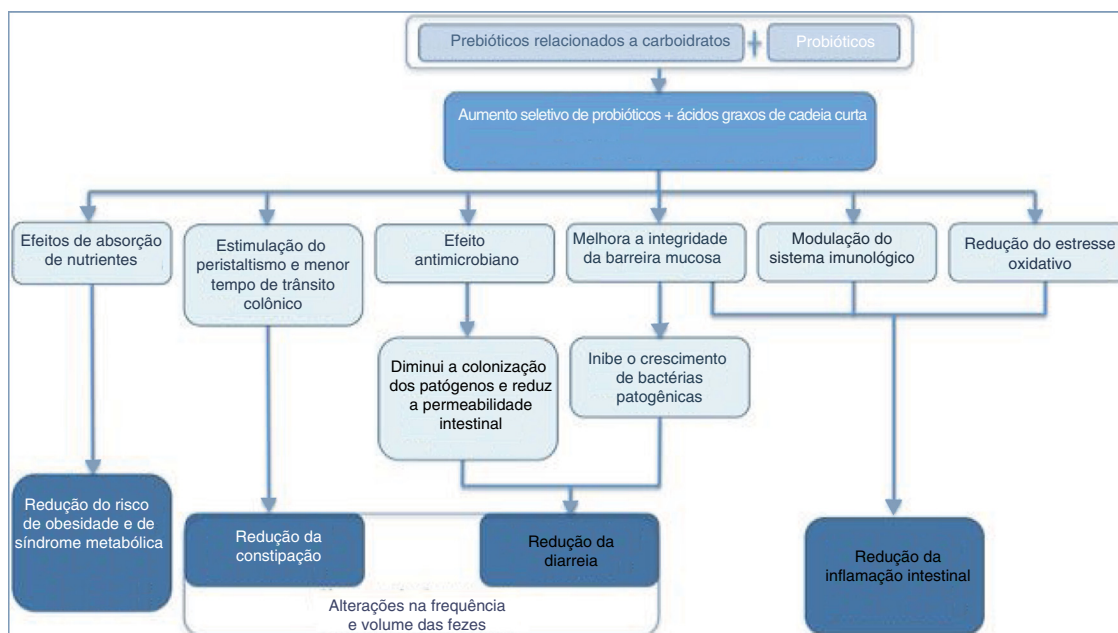 Prebióticos relacionados a carboidratos
+
Probióticos
Aumento seletivo de probióticos + ácidos graxos de cadeia curta
Efeitos de absorção
de nutrientes
Estimulação do
peristaltismo e menor
tempo de trânsito
colônico
Efeito
antimicrobiano
Melhora a integridade
da barreira mucosa
Modulação do
sistema imunológico
Redução do estresse
oxidativo
Diminui a colonização
dos patógenos e reduz
a permeabilidade
intestinal
Inibe o crescimento
de bactérias
patogênicas
Redução do risco
de obesidade e de
síndrome metabólica
Redução da
constipação
Redução da
diarreia
Redução da
inflamação intestinal
Alterações na frequência
e volume das fezes